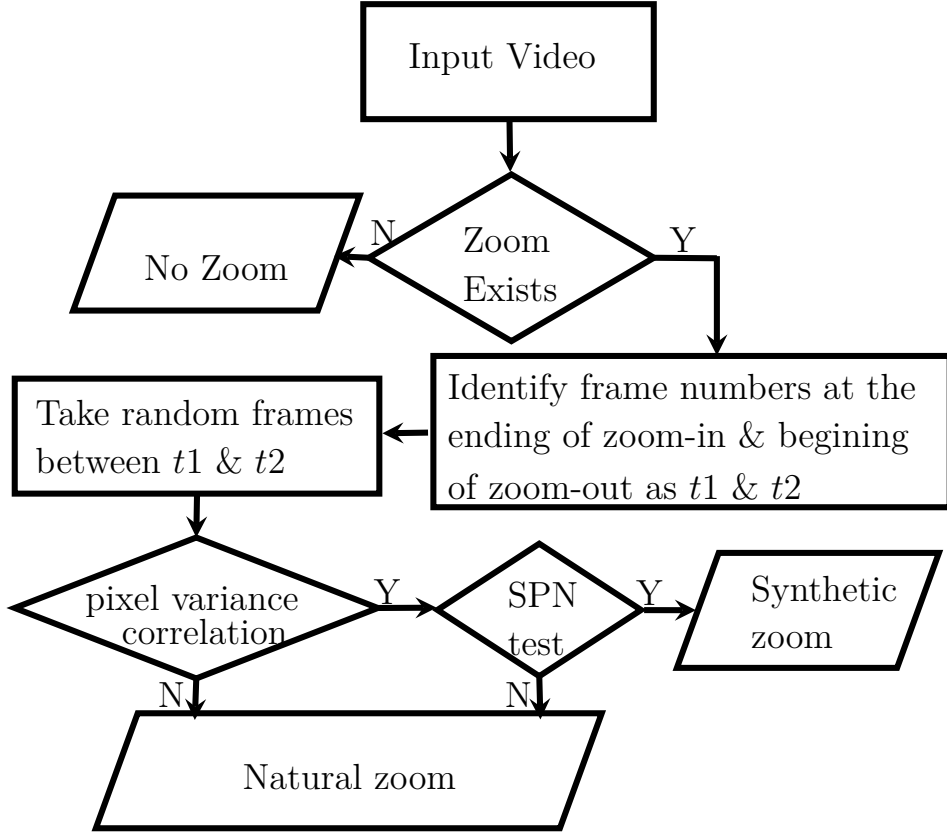 Input Video
N
Zoom
Exists
Y
No Zoom
Identify frame numbers at the
ending of zoom-in & begining
of zoom-out as t1 & t2
Take random frames
between t1 & t2
pixel variance
correlation
Y
SPN
test
Y
Synthetic
zoom
N
N
Natural zoom